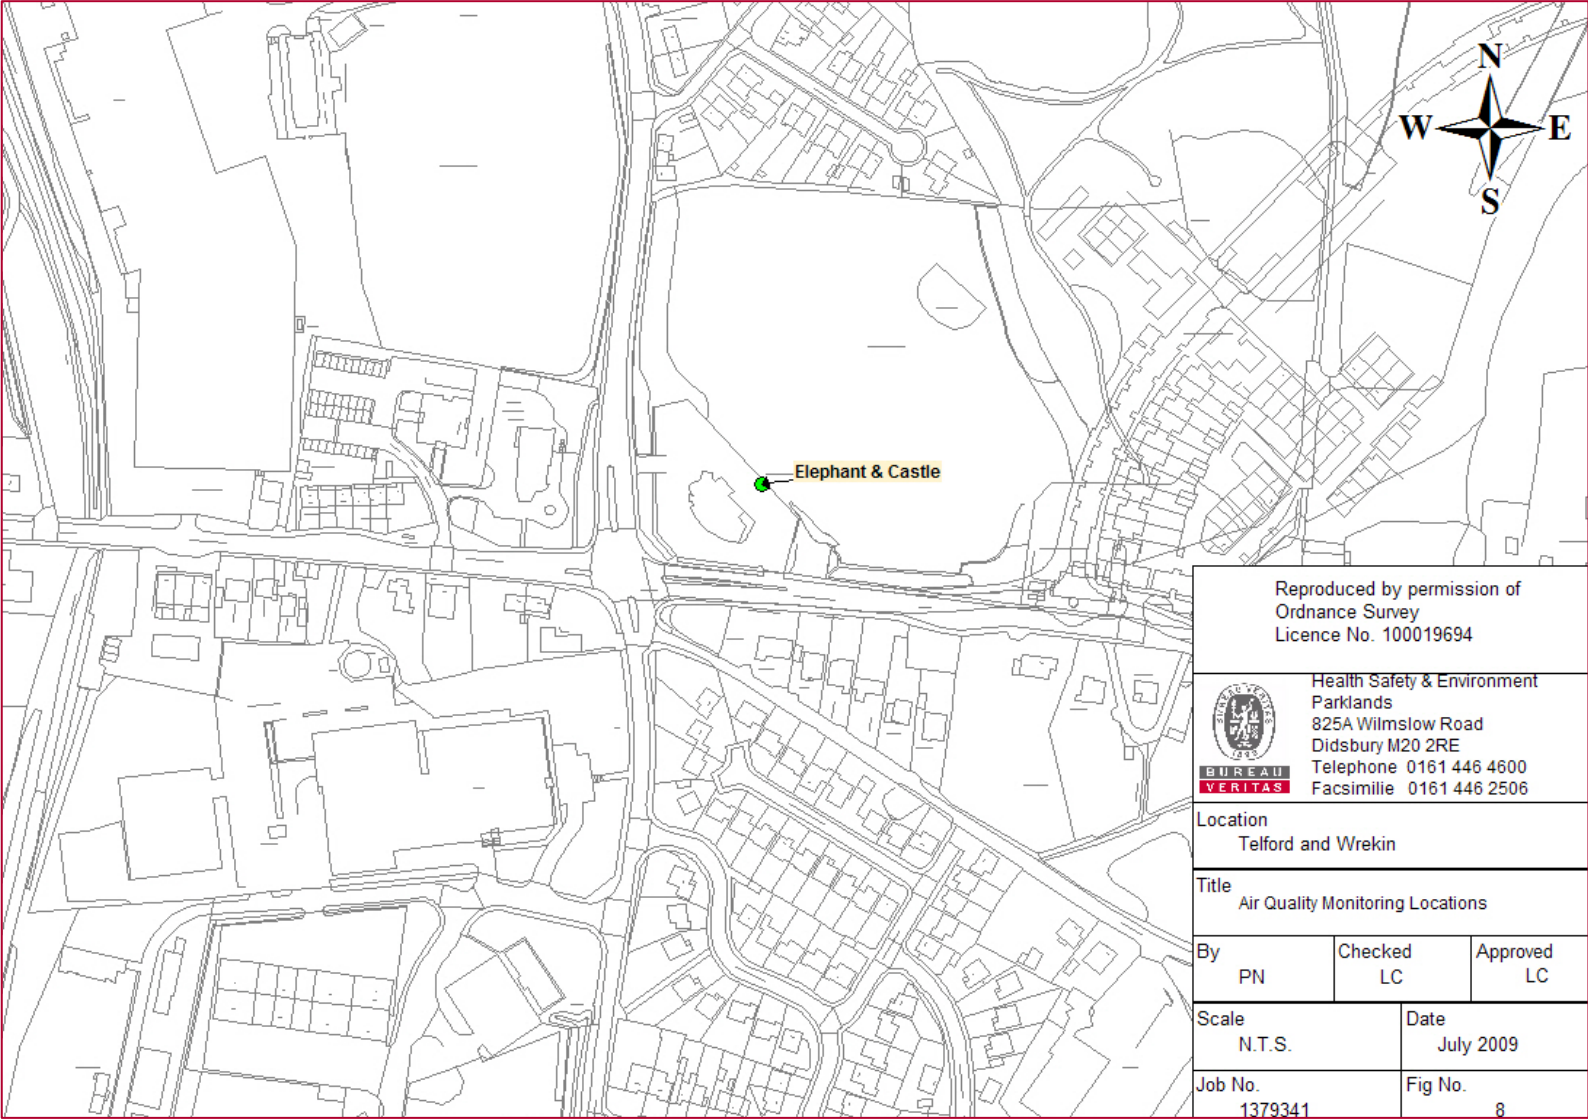 N
W
E
S
Elephant & Castle
Reproduced by permission of
Ordnance Survey
Licence No. 100019694
Health Safety & Environment
Parklands
825A Wilmslow Road
Didsbury M20 2RE
Telephone 0161 446 4600
Facsimilie 0161 446 2506
BUREAU
VERITAS
Location
Telford and Wrekin
Title
Air Quality Monitoring Locations
By
PN
Checked
LC
Approved
LC
Scale
N.T.S.
Date
July 2009
Job No.
1379341
Fig No.
8